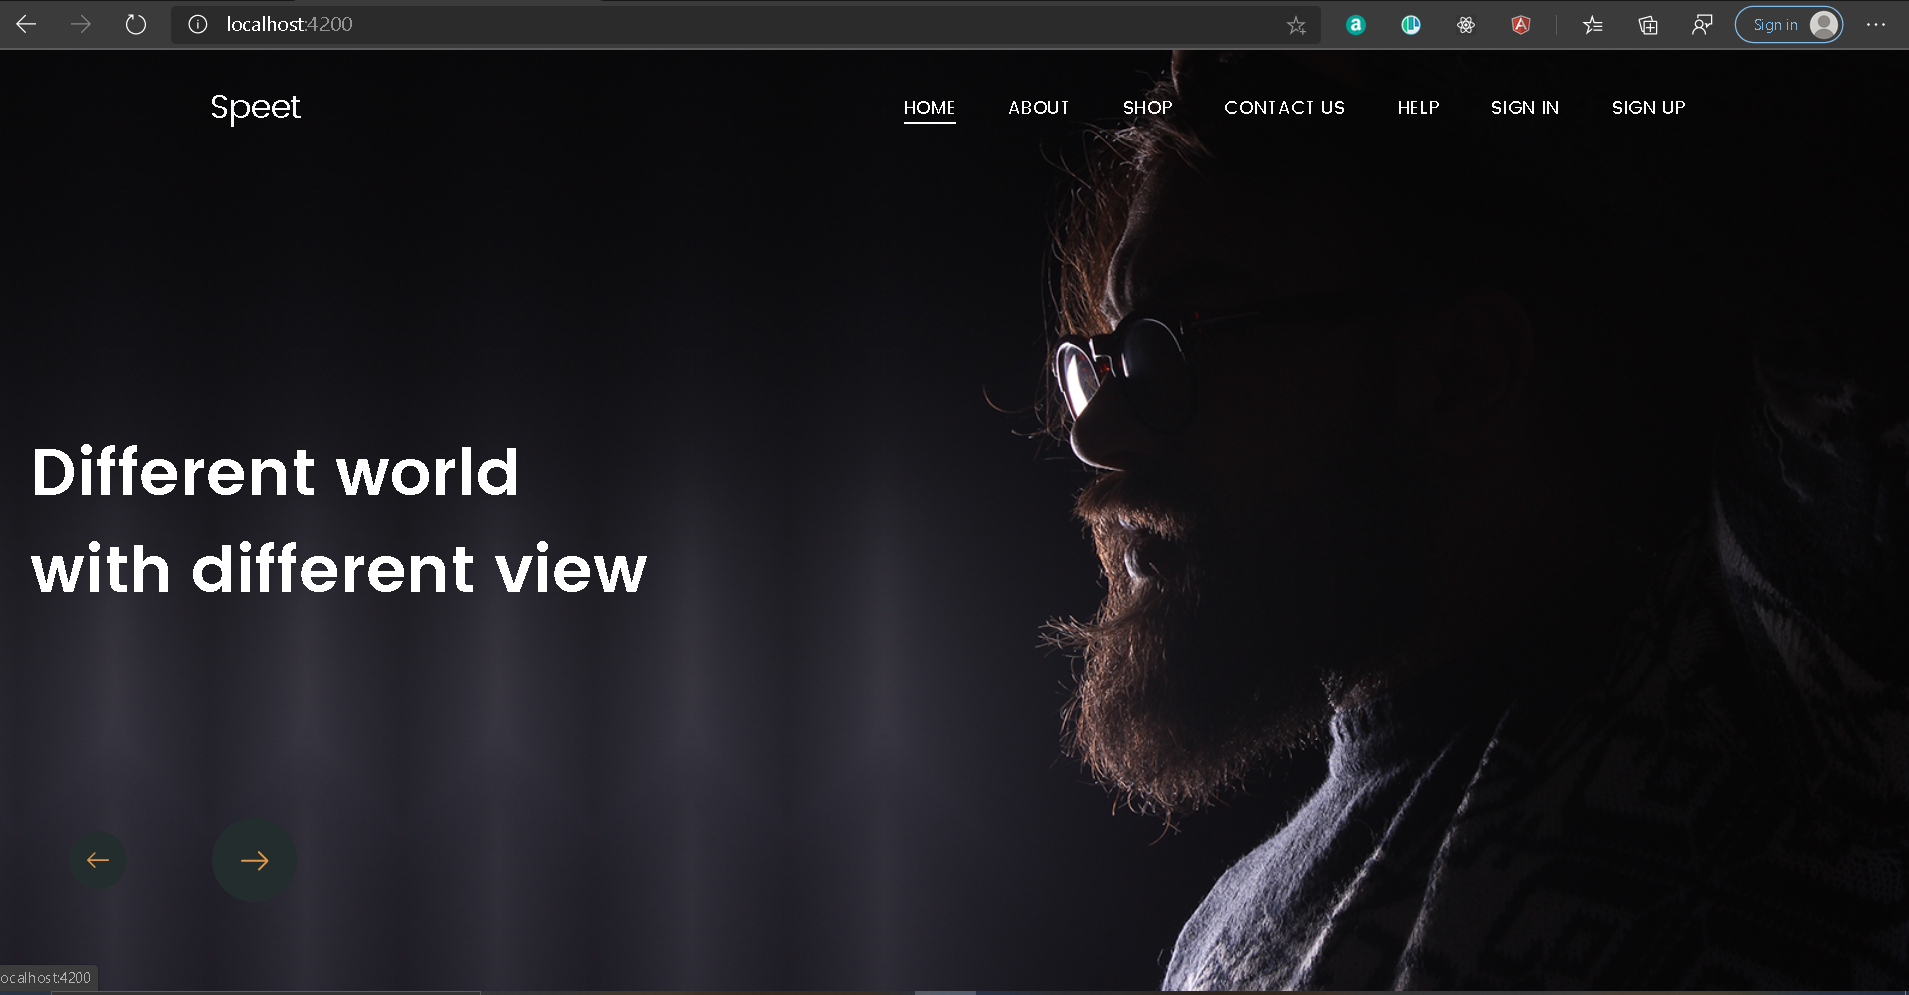 localhost:4200
Sign in
Speet
HOME ABOUT SHOP CONTACT US HELP SIGN IN SIGN UP
Different world
with different view
ocalhost:4200